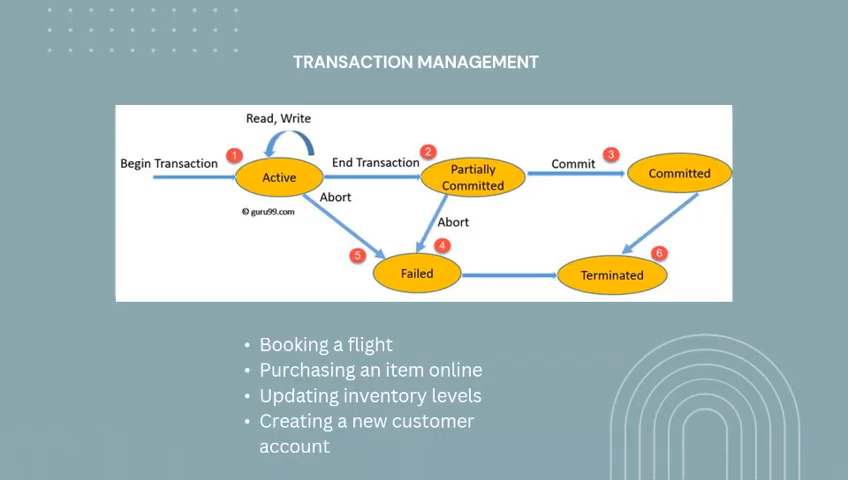 TRANSACTION MANAGEMENT
Read, Write
Begin Transaction
1
Active
End Transaction
2
Partially
Committed
Commit
3
Committed
Abort
© guru99.com
Abort
5
4
Failed
6
Terminated
• Booking a flight
• Purchasing an item online
• Updating inventory levels
• Creating a new customer
account